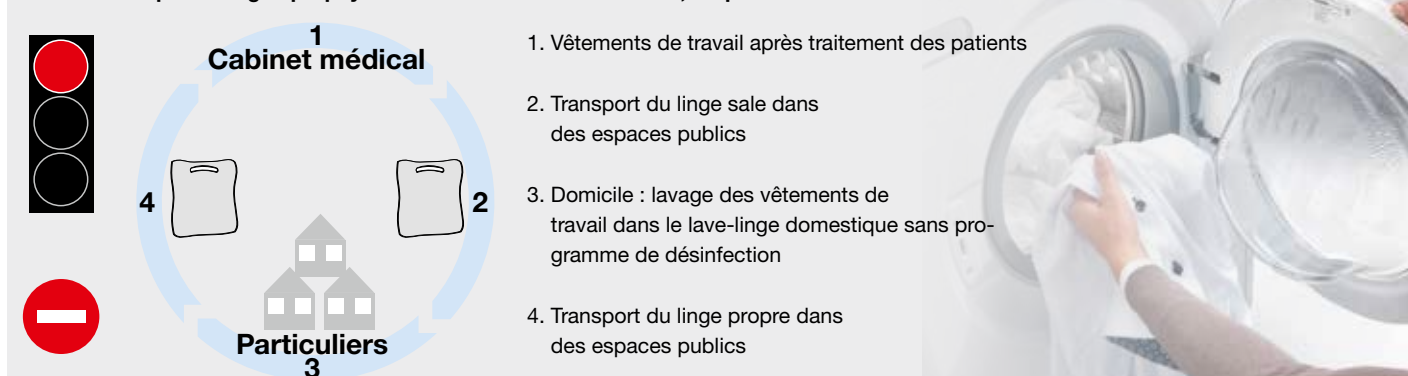 1
Cabinet médical
4
2
Particuliers
3
1. Vêtements de travail après traitement des patients
2. Transport du linge sale dans
des espaces publics
3. Domicile : lavage des vêtements de
travail dans le lave-linge domestique sans pro-
gramme de désinfection
4. Transport du linge propre dans
des espaces publics